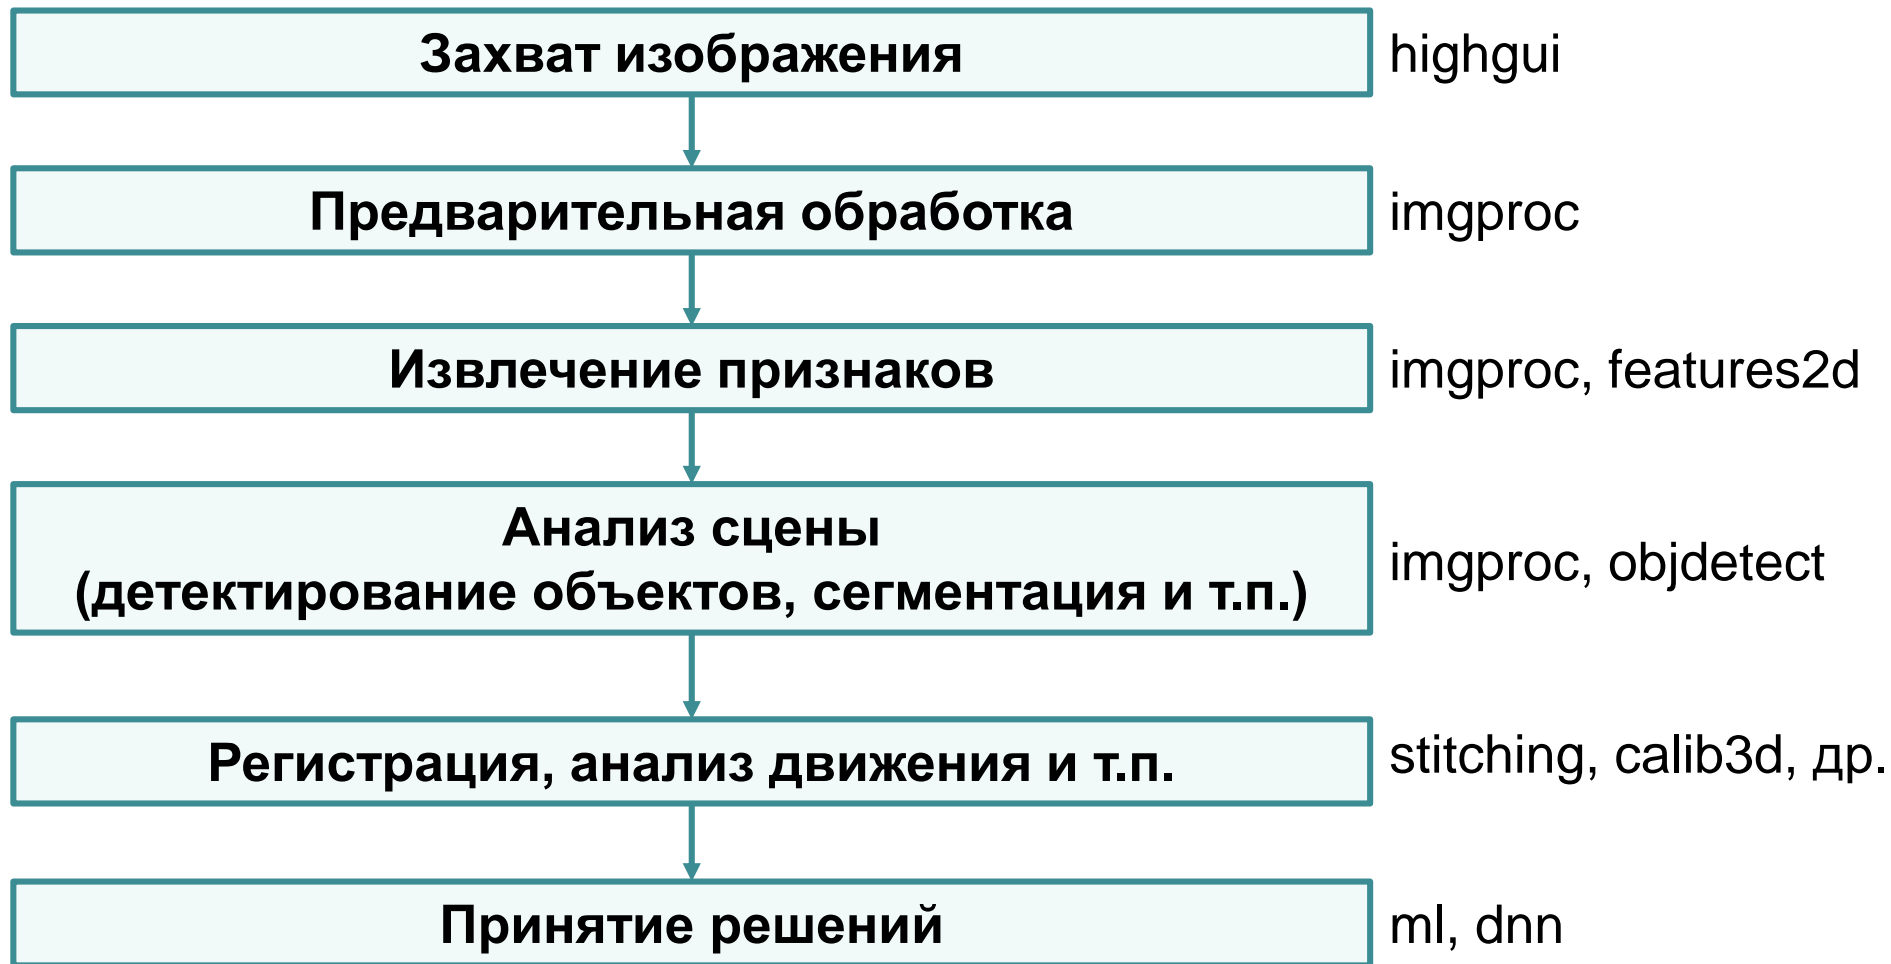 Захват изображения
highgui
Предварительная обработка
imgproc
Извлечение признаков
imgproc, features2d
Анализ сцены
(детектирование объектов, сегментация и т.п.)
imgproc, objdetect
Регистрация, анализ движения и т.п.
stitching, calib3d, др.
Принятие решений
ml, dnn